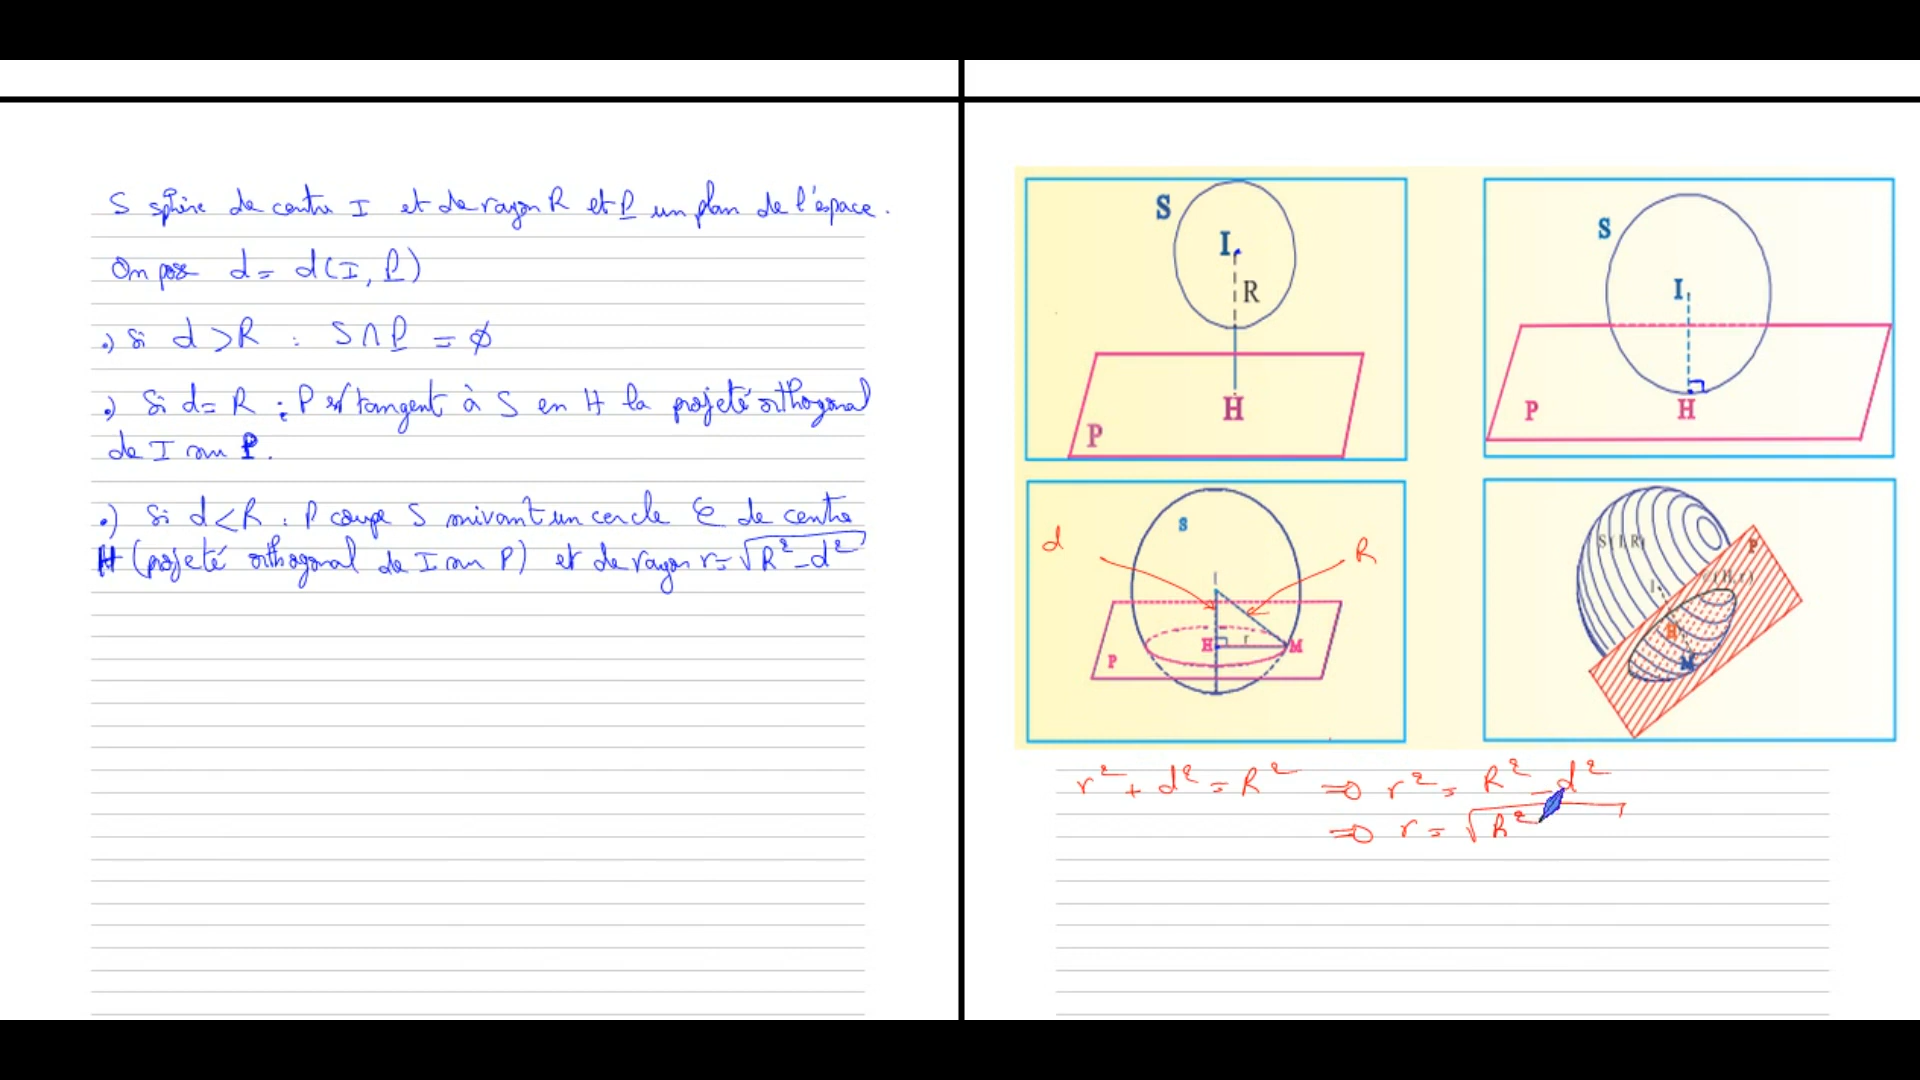 S sphère de centre I et de rayon R et P un plan de l'éspace.
On pose d = d(I, P)
•) Si d > R : S ∩ P = ∅
•) Si d = R : P est tangent à S en H la projeté orthogonal
de I sur P.
•) Si d < R : P coupe S suivant un cercle C de centre
H (projeté orthogonal de I sur P) et de rayon r = √(R² - d²)
S
I
R
H
P
S
I
H
P
S
d
R
H
r
M
P
S(I,R)
P
I
H
M
r² + d² = R² ⇒ r² = R² - d²
⇒ r = √R²